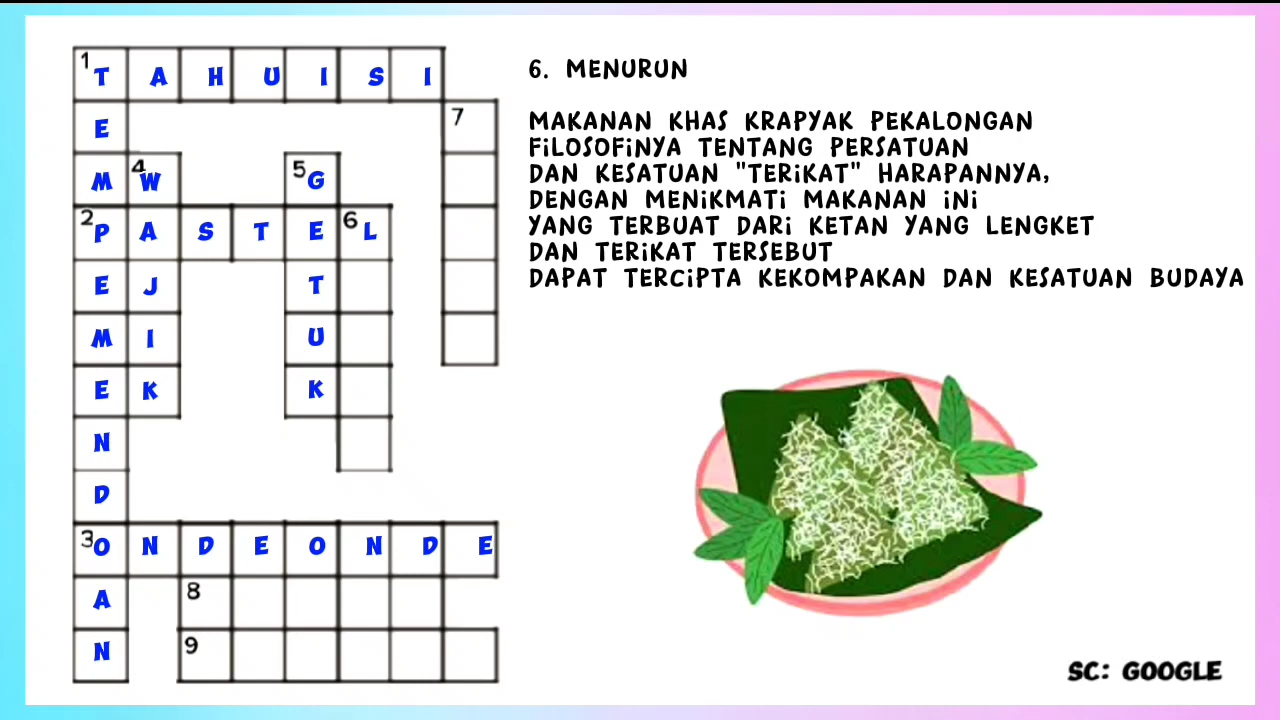 1 T A H U I S I
E 7
M 4 W 5 G
2 P A S T E 6 L
E J T
M I U
E K K
N
D
3 O N D E O N D E
A 8
N 9
6. MENURUN
MAKANAN KHAS KRAPYAK PEKALONGAN
FiLOSOFiNYA TENTANG PERSATUAN
DAN KESATUAN "TERiKAT" HARAPANNYA,
DENGAN MENiKMATi MAKANAN iNi
YANG TERBUAT DARi KETAN YANG LENGKET
DAN TERiKAT TERSEBUT
DAPAT TERCiPTA KEKOMPAKAN DAN KESATUAN BUDAYA
SC: GOOGLE